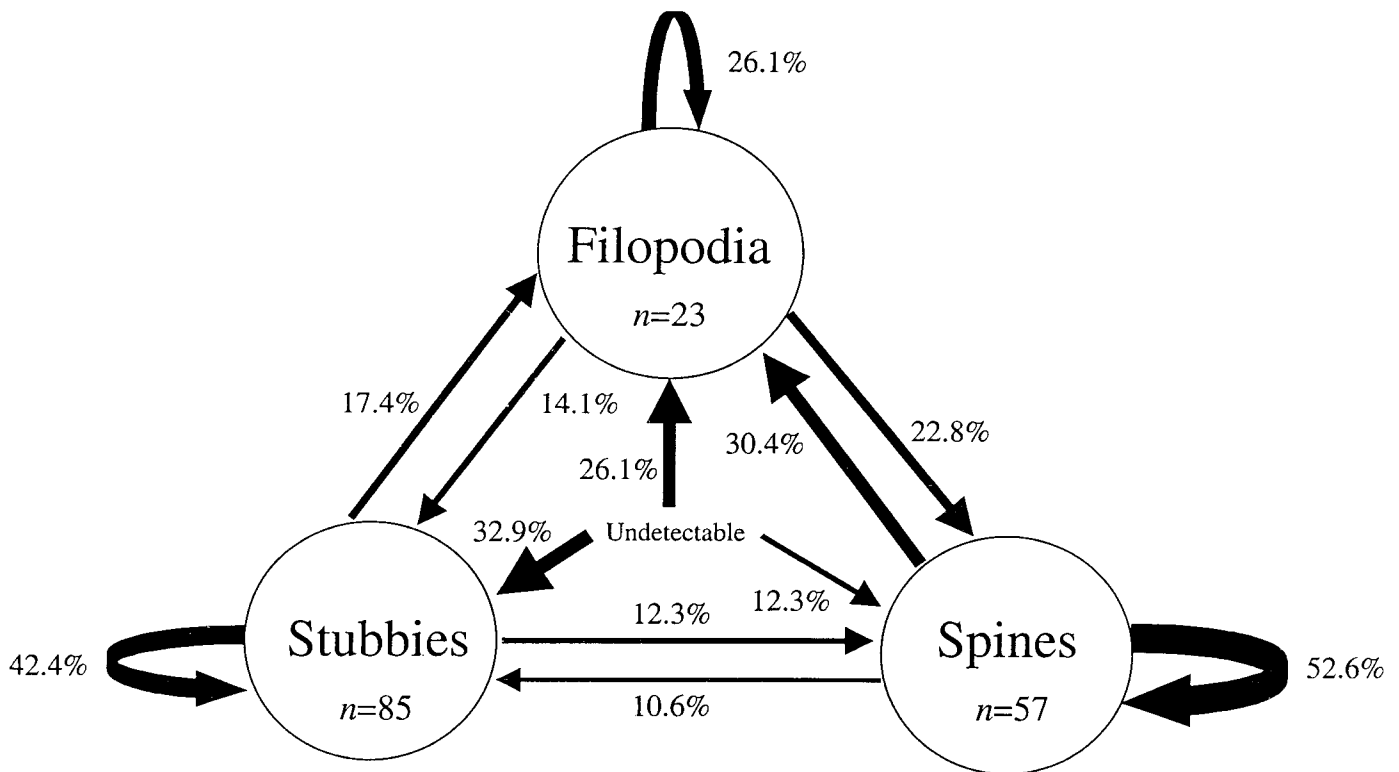 26.1%
Filopodia
n=23
17.4%
14.1%
22.8%
30.4%
26.1%
32.9%
Undetectable
12.3%
12.3%
Stubbies
n=85
Spines
n=57
42.4%
52.6%
10.6%